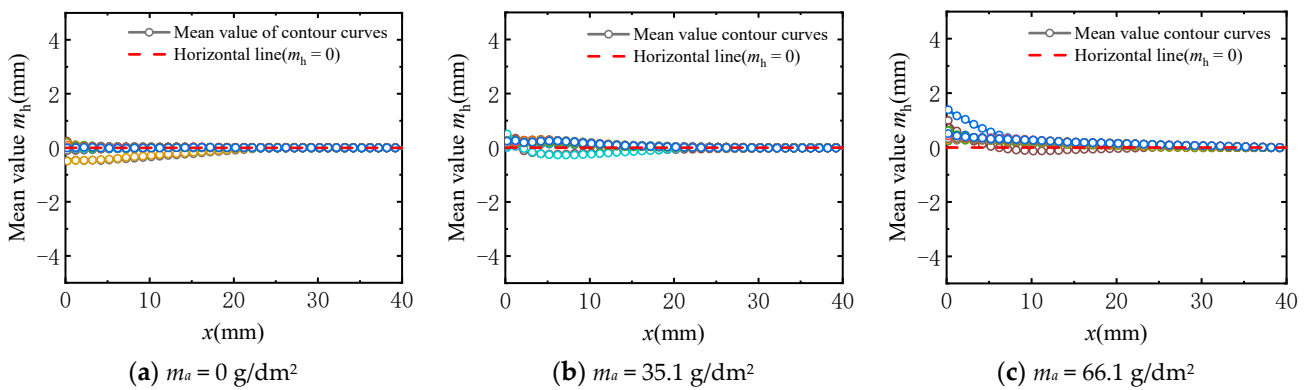 Mean value of contour curves
Horizontal line(mh = 0)
Mean value mh(mm)
4
2
0
−2
−4
0 10 20 30 40
x(mm)
(a) ma = 0 g/dm²
Mean value contour curves
Horizontal line(mh = 0)
Mean value mh(mm)
4
2
0
−2
−4
0 10 20 30 40
x(mm)
(b) ma = 35.1 g/dm²
Mean value contour curves
Horizontal line(mh = 0)
Mean value mh(mm)
4
2
0
−2
−4
0 10 20 30 40
x(mm)
(c) ma = 66.1 g/dm²